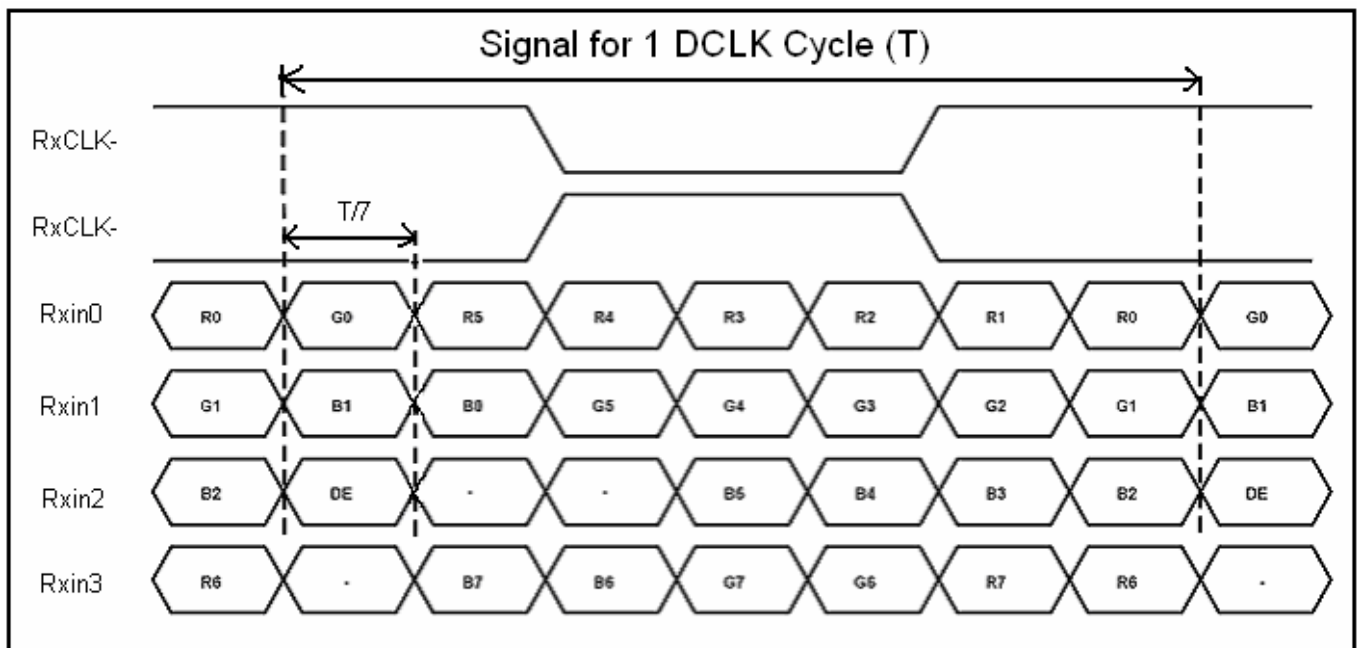 Signal for 1 DCLK Cycle (T)
RxCLK-
RxCLK-
T/7
Rxin0 R0 G0 R5 R4 R3 R2 R1 R0 G0
Rxin1 G1 B1 B0 G5 G4 G3 G2 G1 B1
Rxin2 B2 DE - - B5 B4 B3 B2 DE
Rxin3 R6 - B7 B6 G7 G6 R7 R6 -